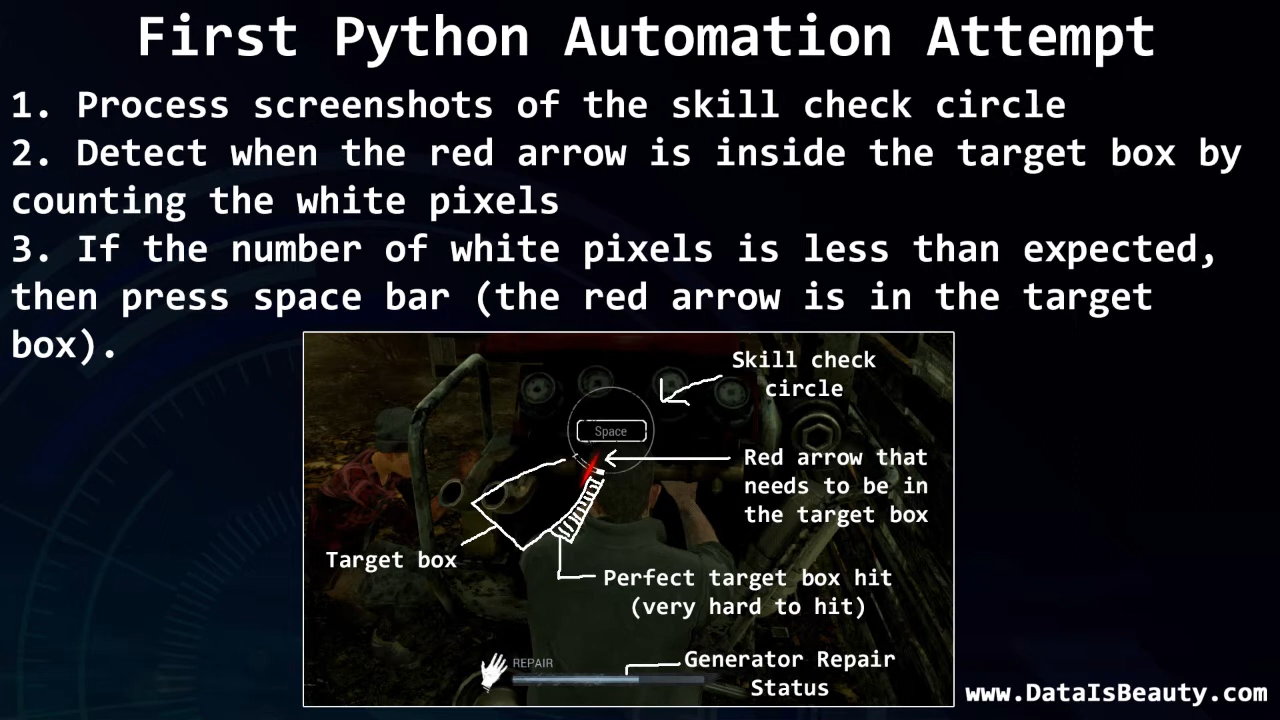 First Python Automation Attempt
1. Process screenshots of the skill check circle
2. Detect when the red arrow is inside the target box by
counting the white pixels
3. If the number of white pixels is less than expected,
then press space bar (the red arrow is in the target
box).
Skill check
circle
Space
Red arrow that
needs to be in
the target box
Target box
Perfect target box hit
(very hard to hit)
REPAIR
Generator Repair
Status
www.DataIsBeauty.com